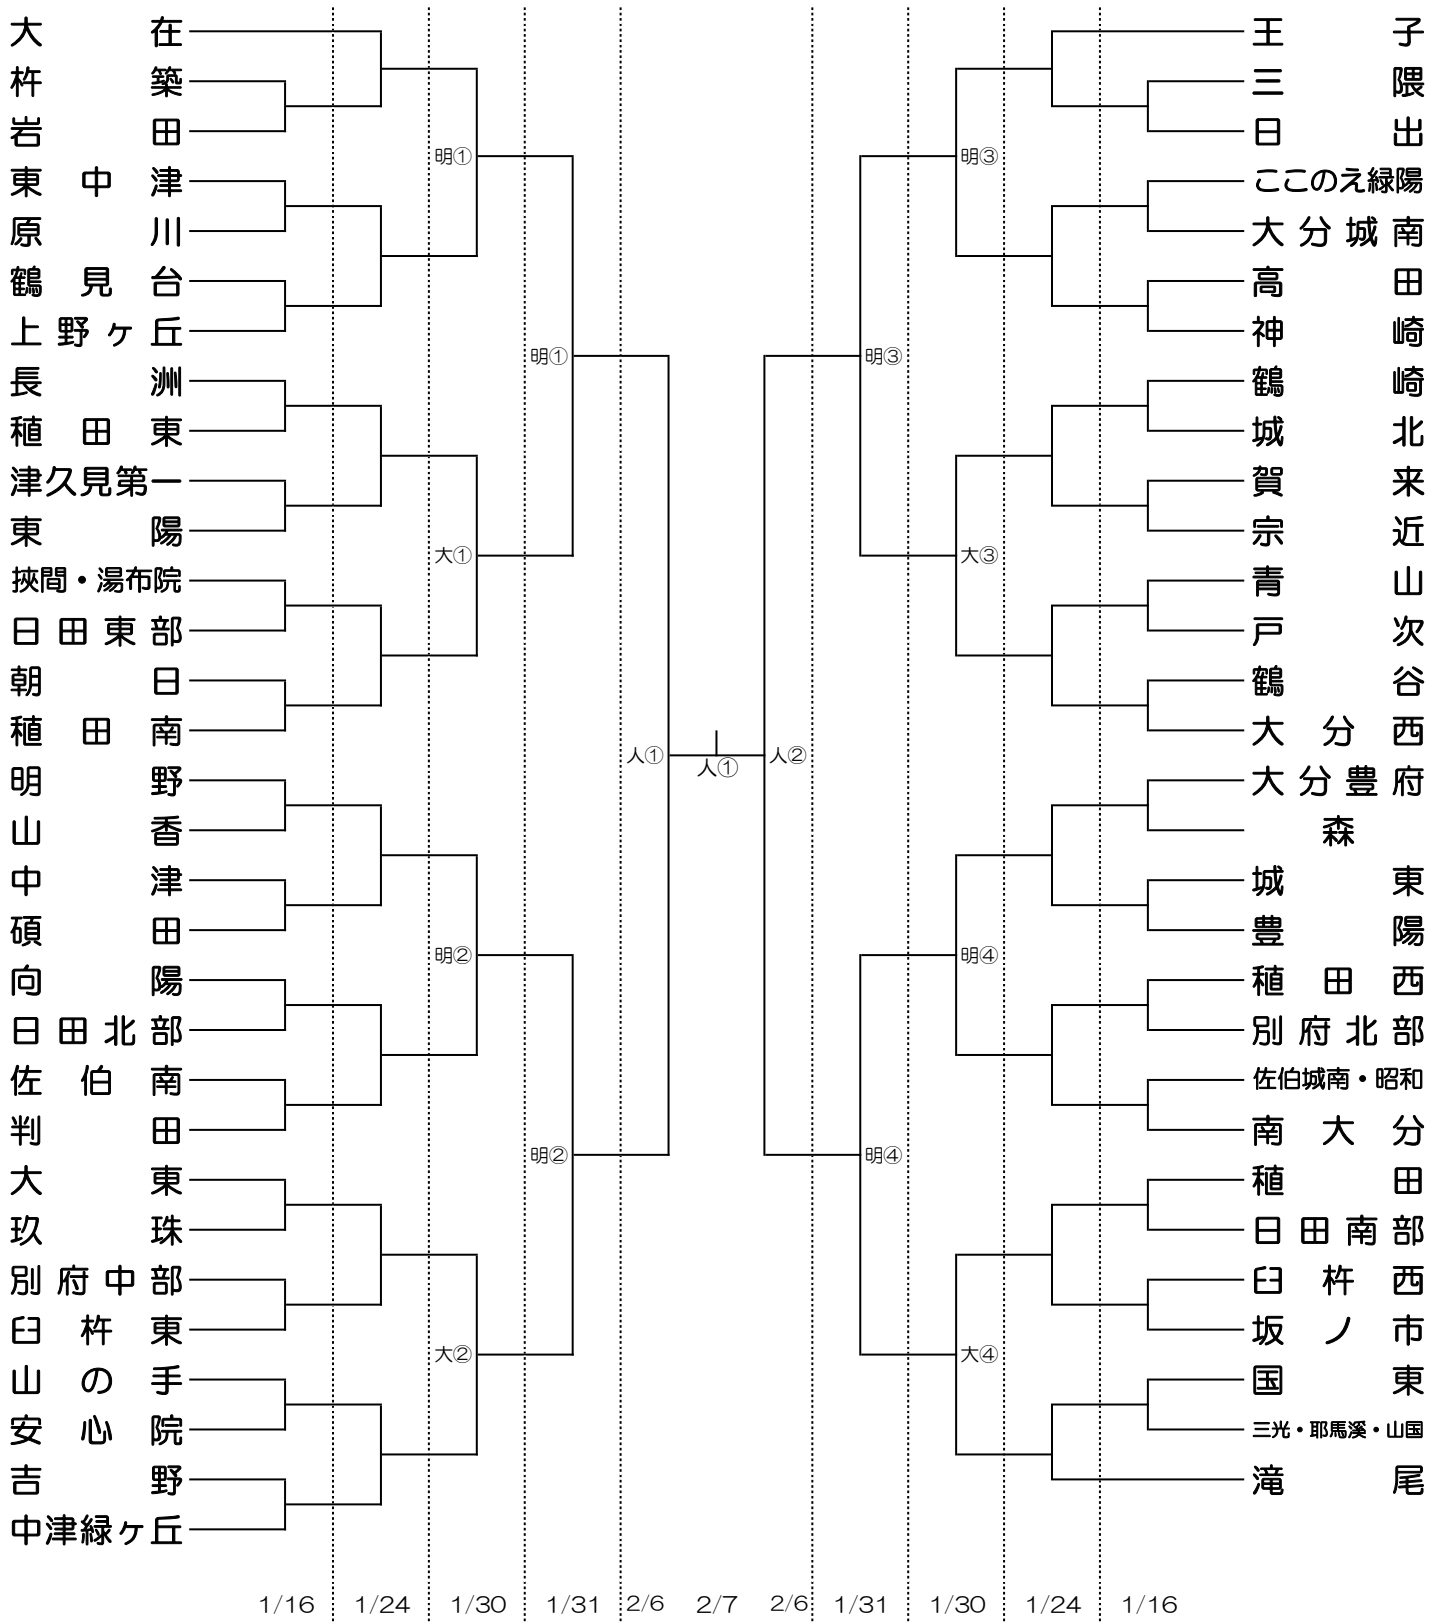 大在
杵築
岩田
東中津
原川
鶴見台
上野ヶ丘
長洲
稙田東
津久見第一
東陽
挾間・湯布院
日田東部
朝日
稙田南
明野
山香
中津
碩田
向陽
日田北部
佐伯南
判田
大東
玖珠
別府中部
臼杵東
山の手
安心院
吉野
中津緑ヶ丘
明①
明①
大①
人①
明②
明②
大②
人①
人②
明③
明③
大③
明④
明④
大④
王子
三隈
日出
ここのえ緑陽
大分城南
高田
神崎
鶴崎
城北
賀来
宗近
青山
戸次
鶴谷
大分西
大分豊府
森
城東
豊陽
稙田西
別府北部
佐伯城南・昭和
南大分
稙田
日田南部
臼杵西
坂ノ市
国東
三光・耶馬溪・山国
滝尾
1/16 1/24 1/30 1/31 2/6 2/7 2/6 1/31 1/30 1/24 1/16